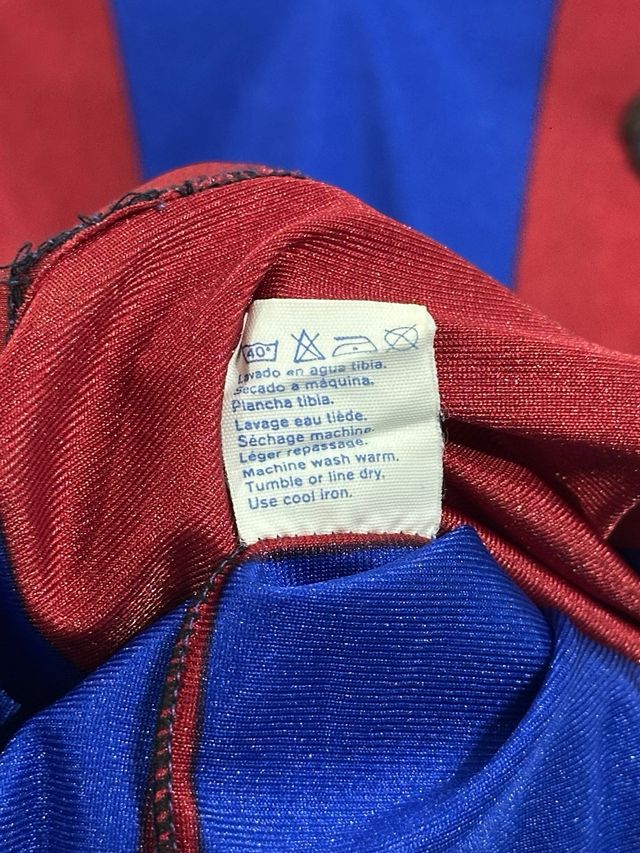 40°
Lavado en agua tibia.
Secado a máquina.
Plancha tibia.
Lavage eau tiède.
Séchage machine.
Léger repassage.
Machine wash warm.
Tumble or line dry.
Use cool iron.